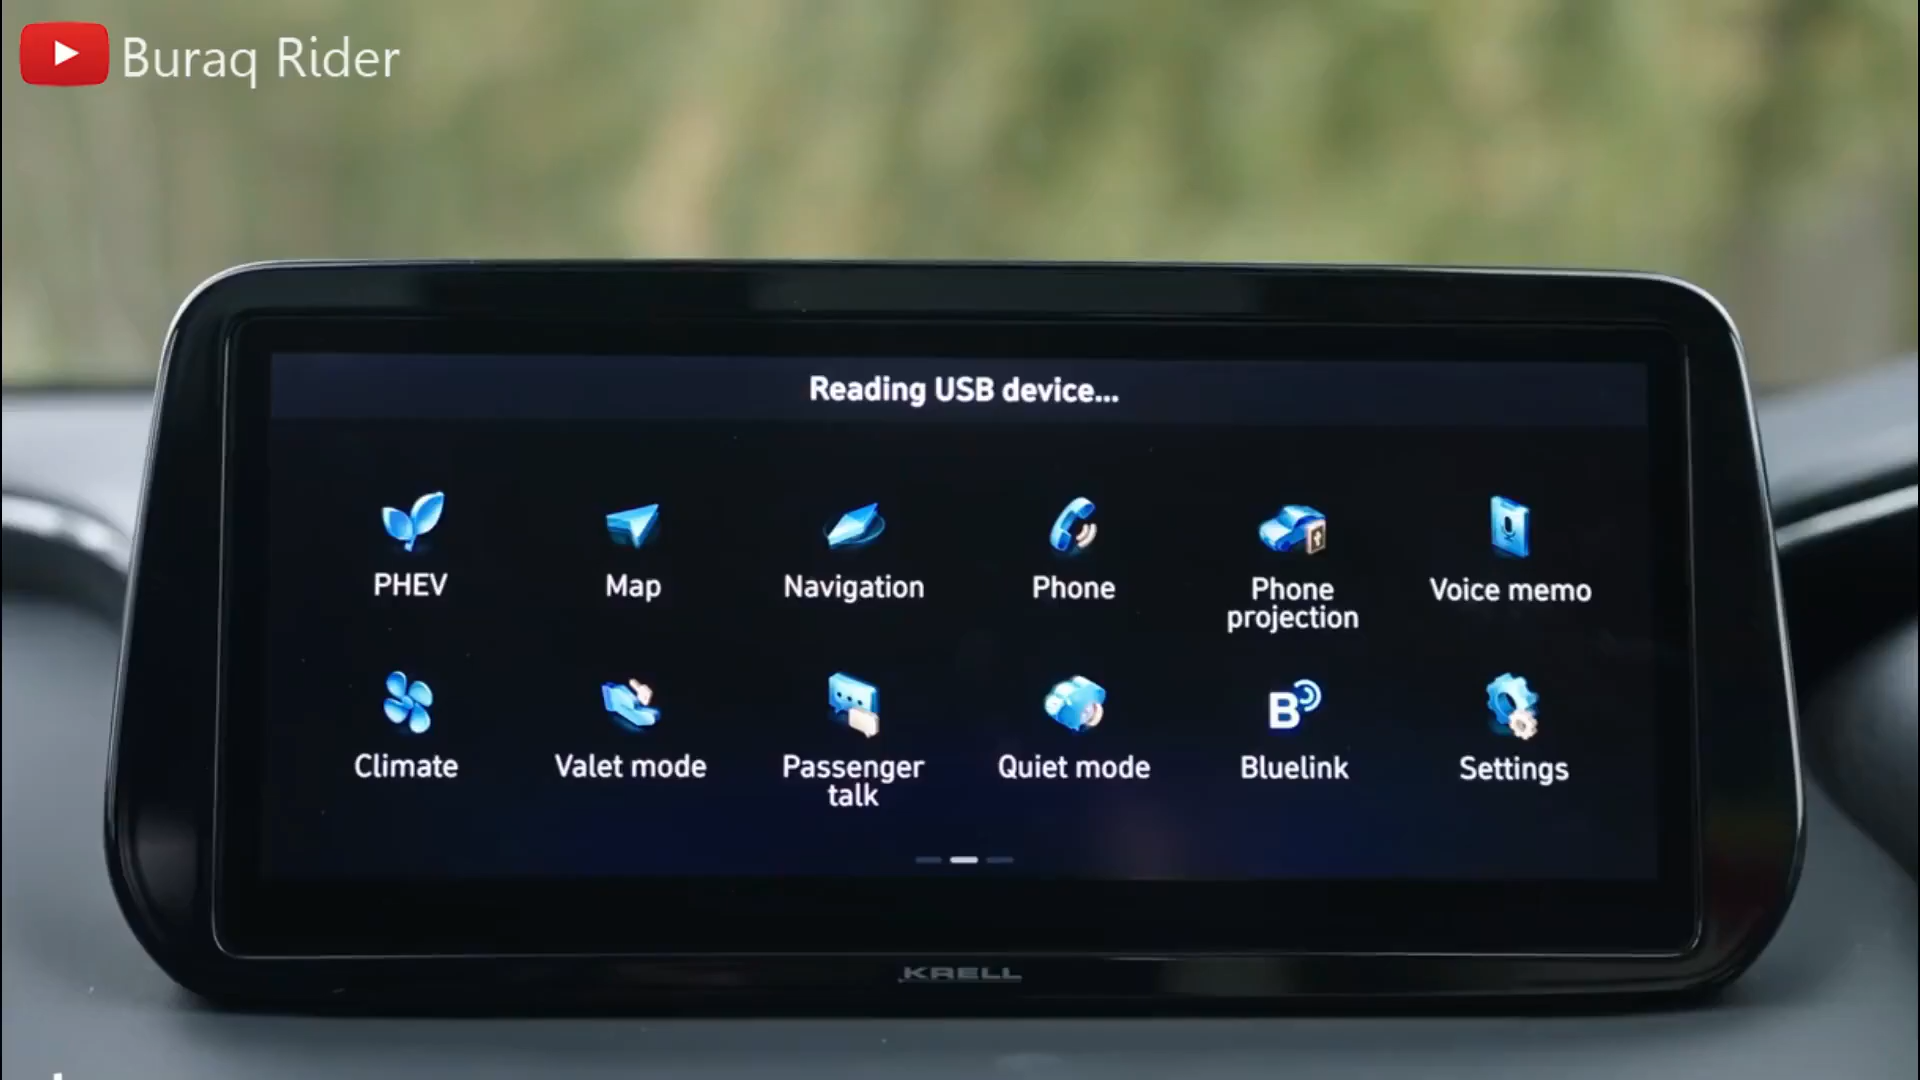 Buraq Rider
Reading USB device...
PHEV
Map
Navigation
Phone
Phone
projection
Voice memo
Climate
Valet mode
Passenger
talk
Quiet mode
B
Bluelink
Settings
KRELL